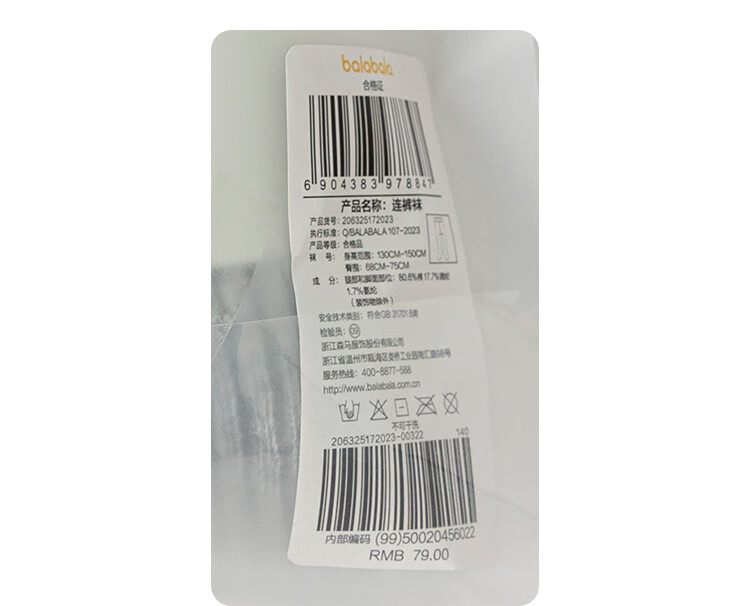 balabala
合格证
6 904383 978847
产品名称：连裤袜
产品货号：206325172023
执行标准：Q/BALABALA 107-2023
产品等级：合格品
袜 号：身高范围：130CM-150CM
臀围：68CM-75CM
成 分：腿部和脚面部位：80.6%棉 17.7%锦纶
1.7%氨纶
（装饰物除外）
安全技术类别：符合GB 31701 B类
检验员：09
浙江森马服饰股份有限公司
浙江省温州市瓯海区娄桥工业园南汇路98号
服务热线：400-8877-588
http://www.balabala.com.cn
不可干洗
206325172023-00322 140
内部编码 (99)50020456022
RMB 79.00